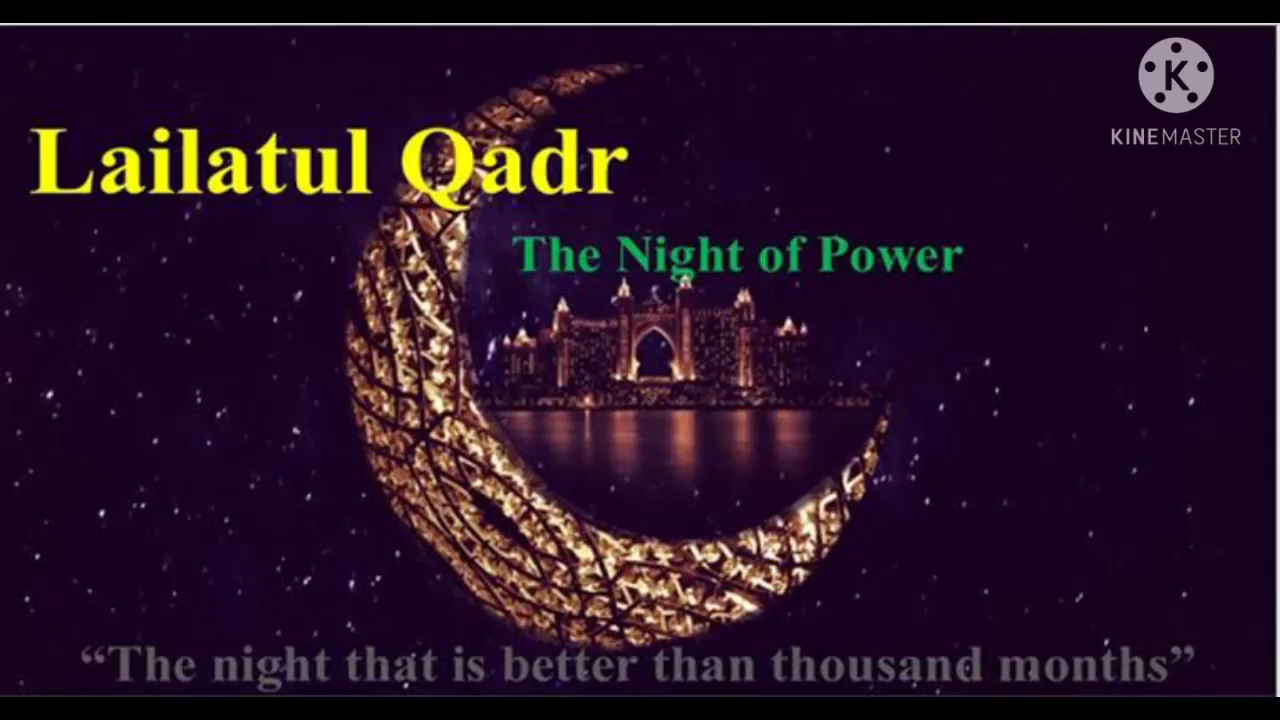 K
KINEMASTER
Lailatul Qadr
The Night of Power
“The night that is better than thousand months”